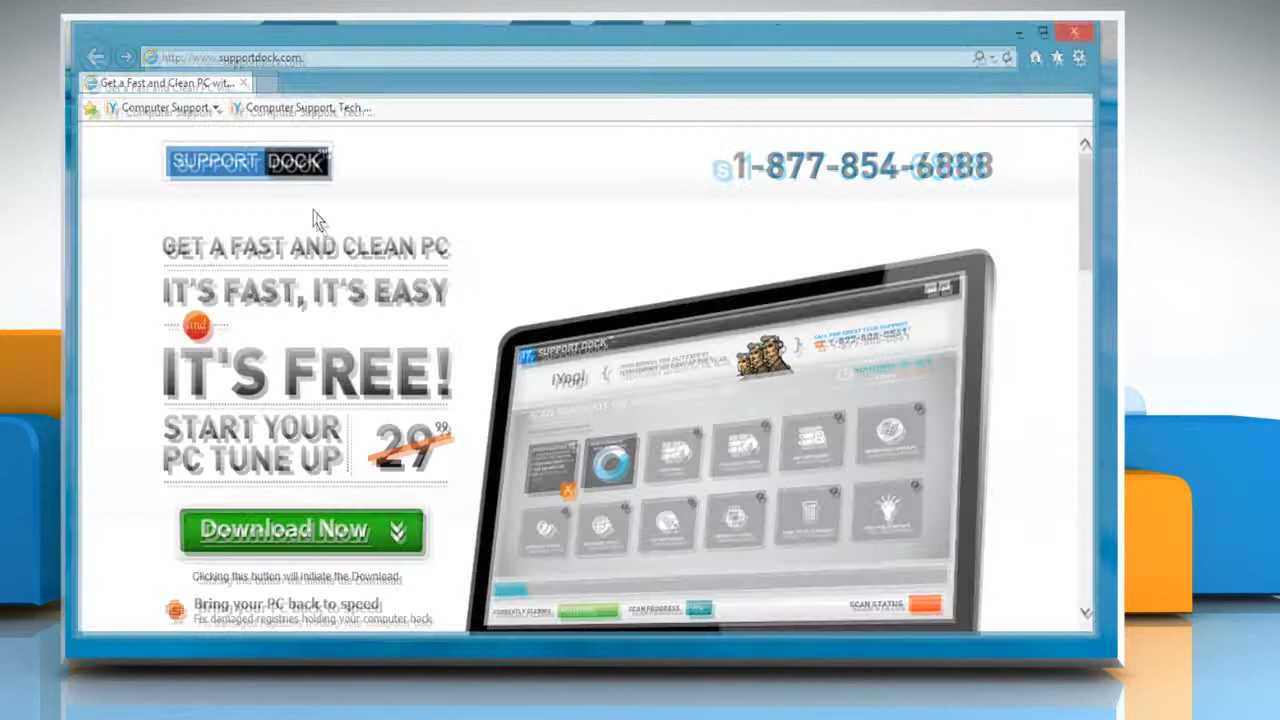 http://www.supportdock.com
Get a Fast and Clean PC wit...
Computer Support
Computer Support, Tech ...
SUPPORT DOCK
1-877-854-6888
GET A FAST AND CLEAN PC
IT'S FAST, IT'S EASY
and
IT'S FREE!
START YOUR
PC TUNE UP
29 99
Download Now
Clicking this button will initiate the Download.
Bring your PC back to speed
Fix damaged registries holding your computer back
SUPPORT DOCK
iYogi
SCAN PROGRESS
SCAN STATUS